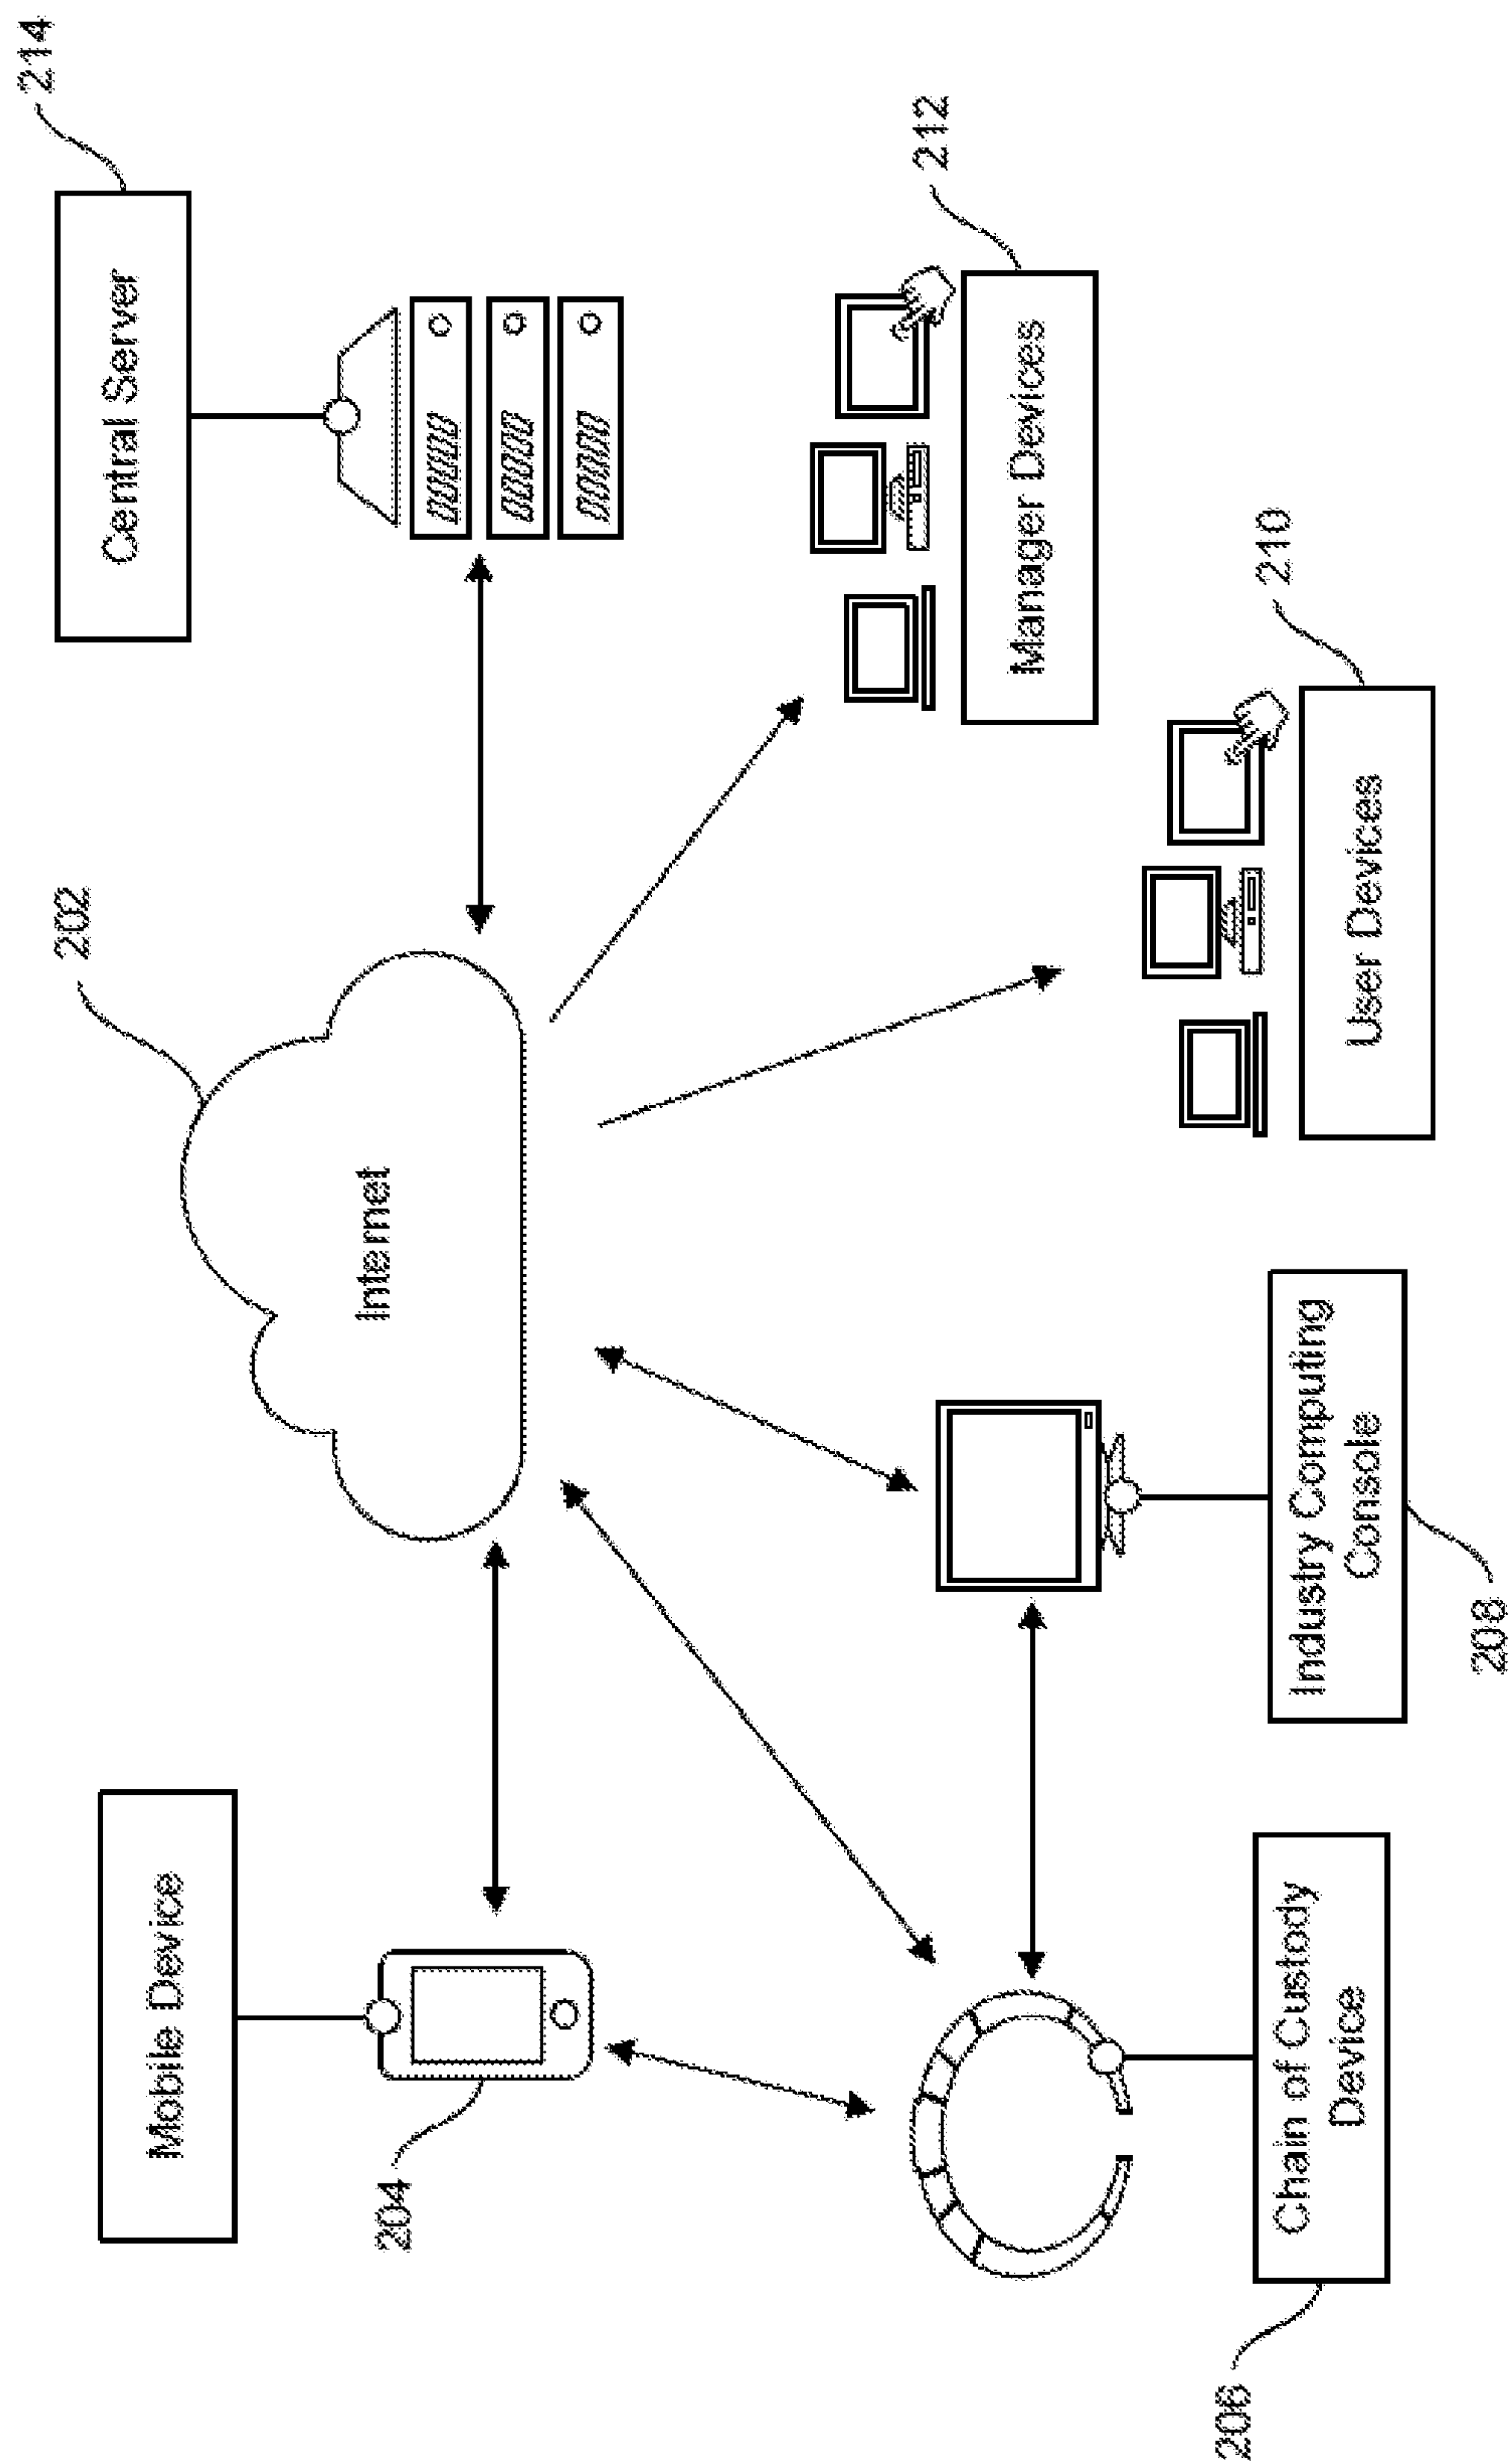 Mobile Device
204
Internet
202
Central Server
214
Chain of Custody
Device
206
Industry Computing
Console
208
User Devices
210
Manager Devices
212